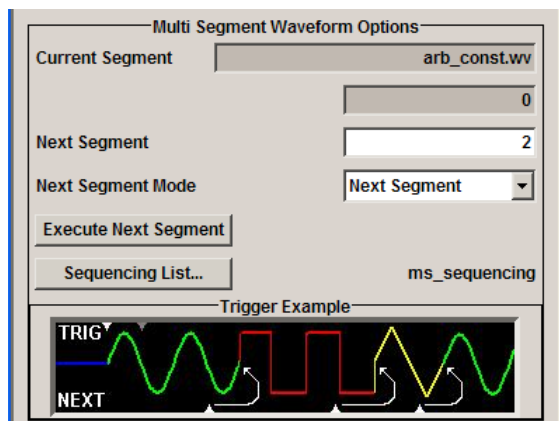 Multi Segment Waveform Options
Current Segment arb_const.wv
0
Next Segment 2
Next Segment Mode Next Segment
Execute Next Segment
Sequencing List... ms_sequencing
Trigger Example
TRIG
NEXT